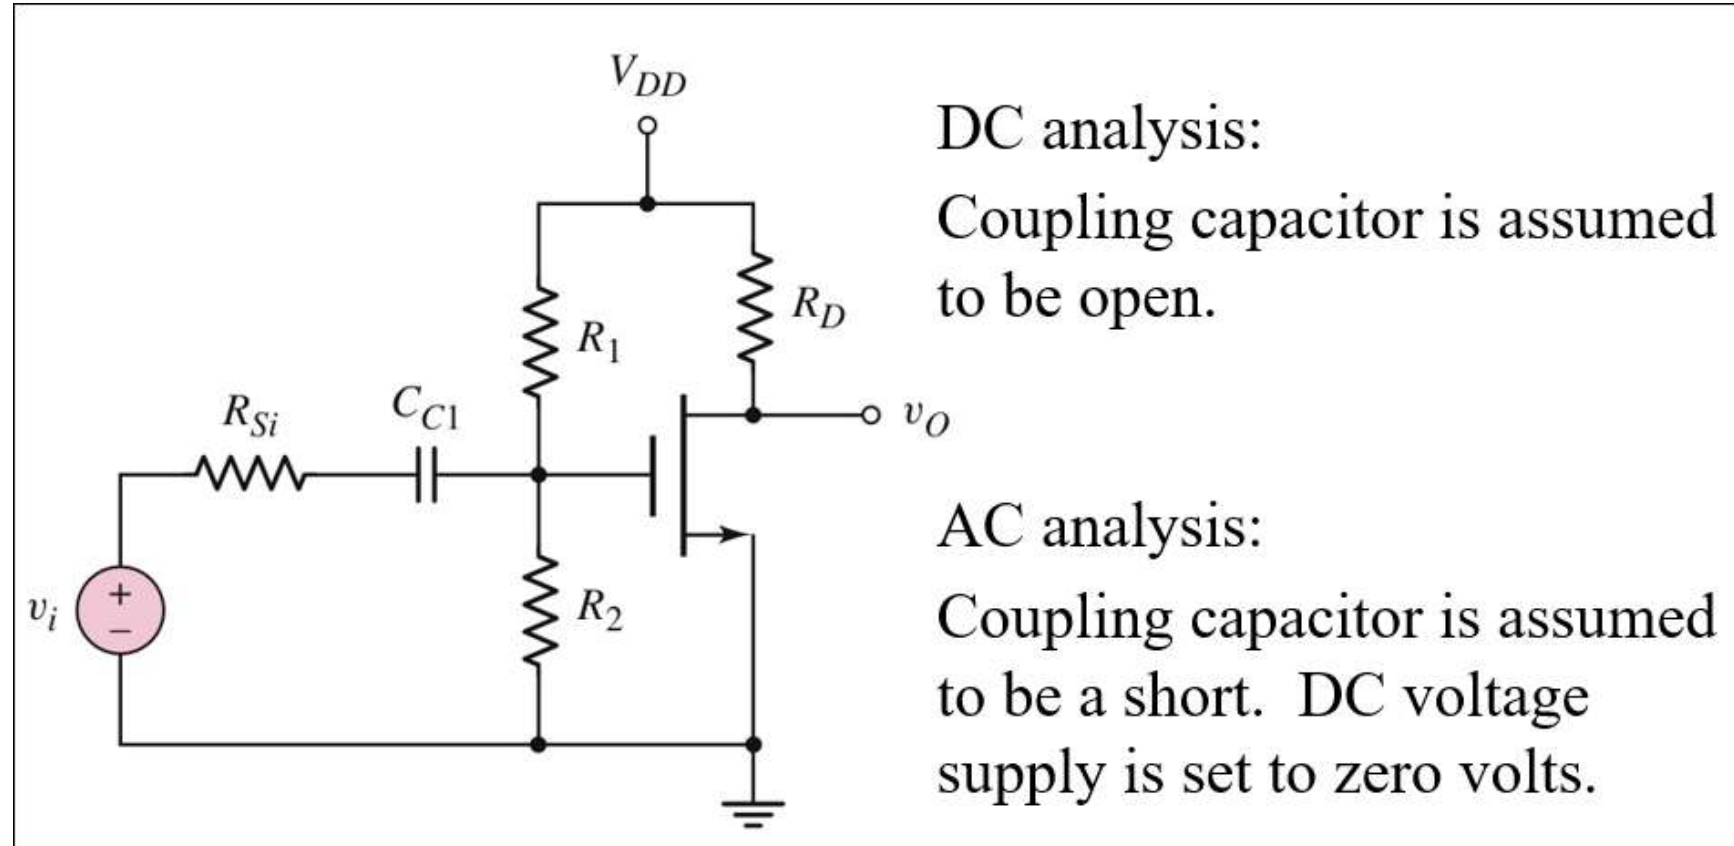 V_DD
DC analysis:
Coupling capacitor is assumed
to be open.
R_D
R_1
R_Si
C_C1
v_O
AC analysis:
Coupling capacitor is assumed
to be a short.  DC voltage
supply is set to zero volts.
+
−
v_i
R_2